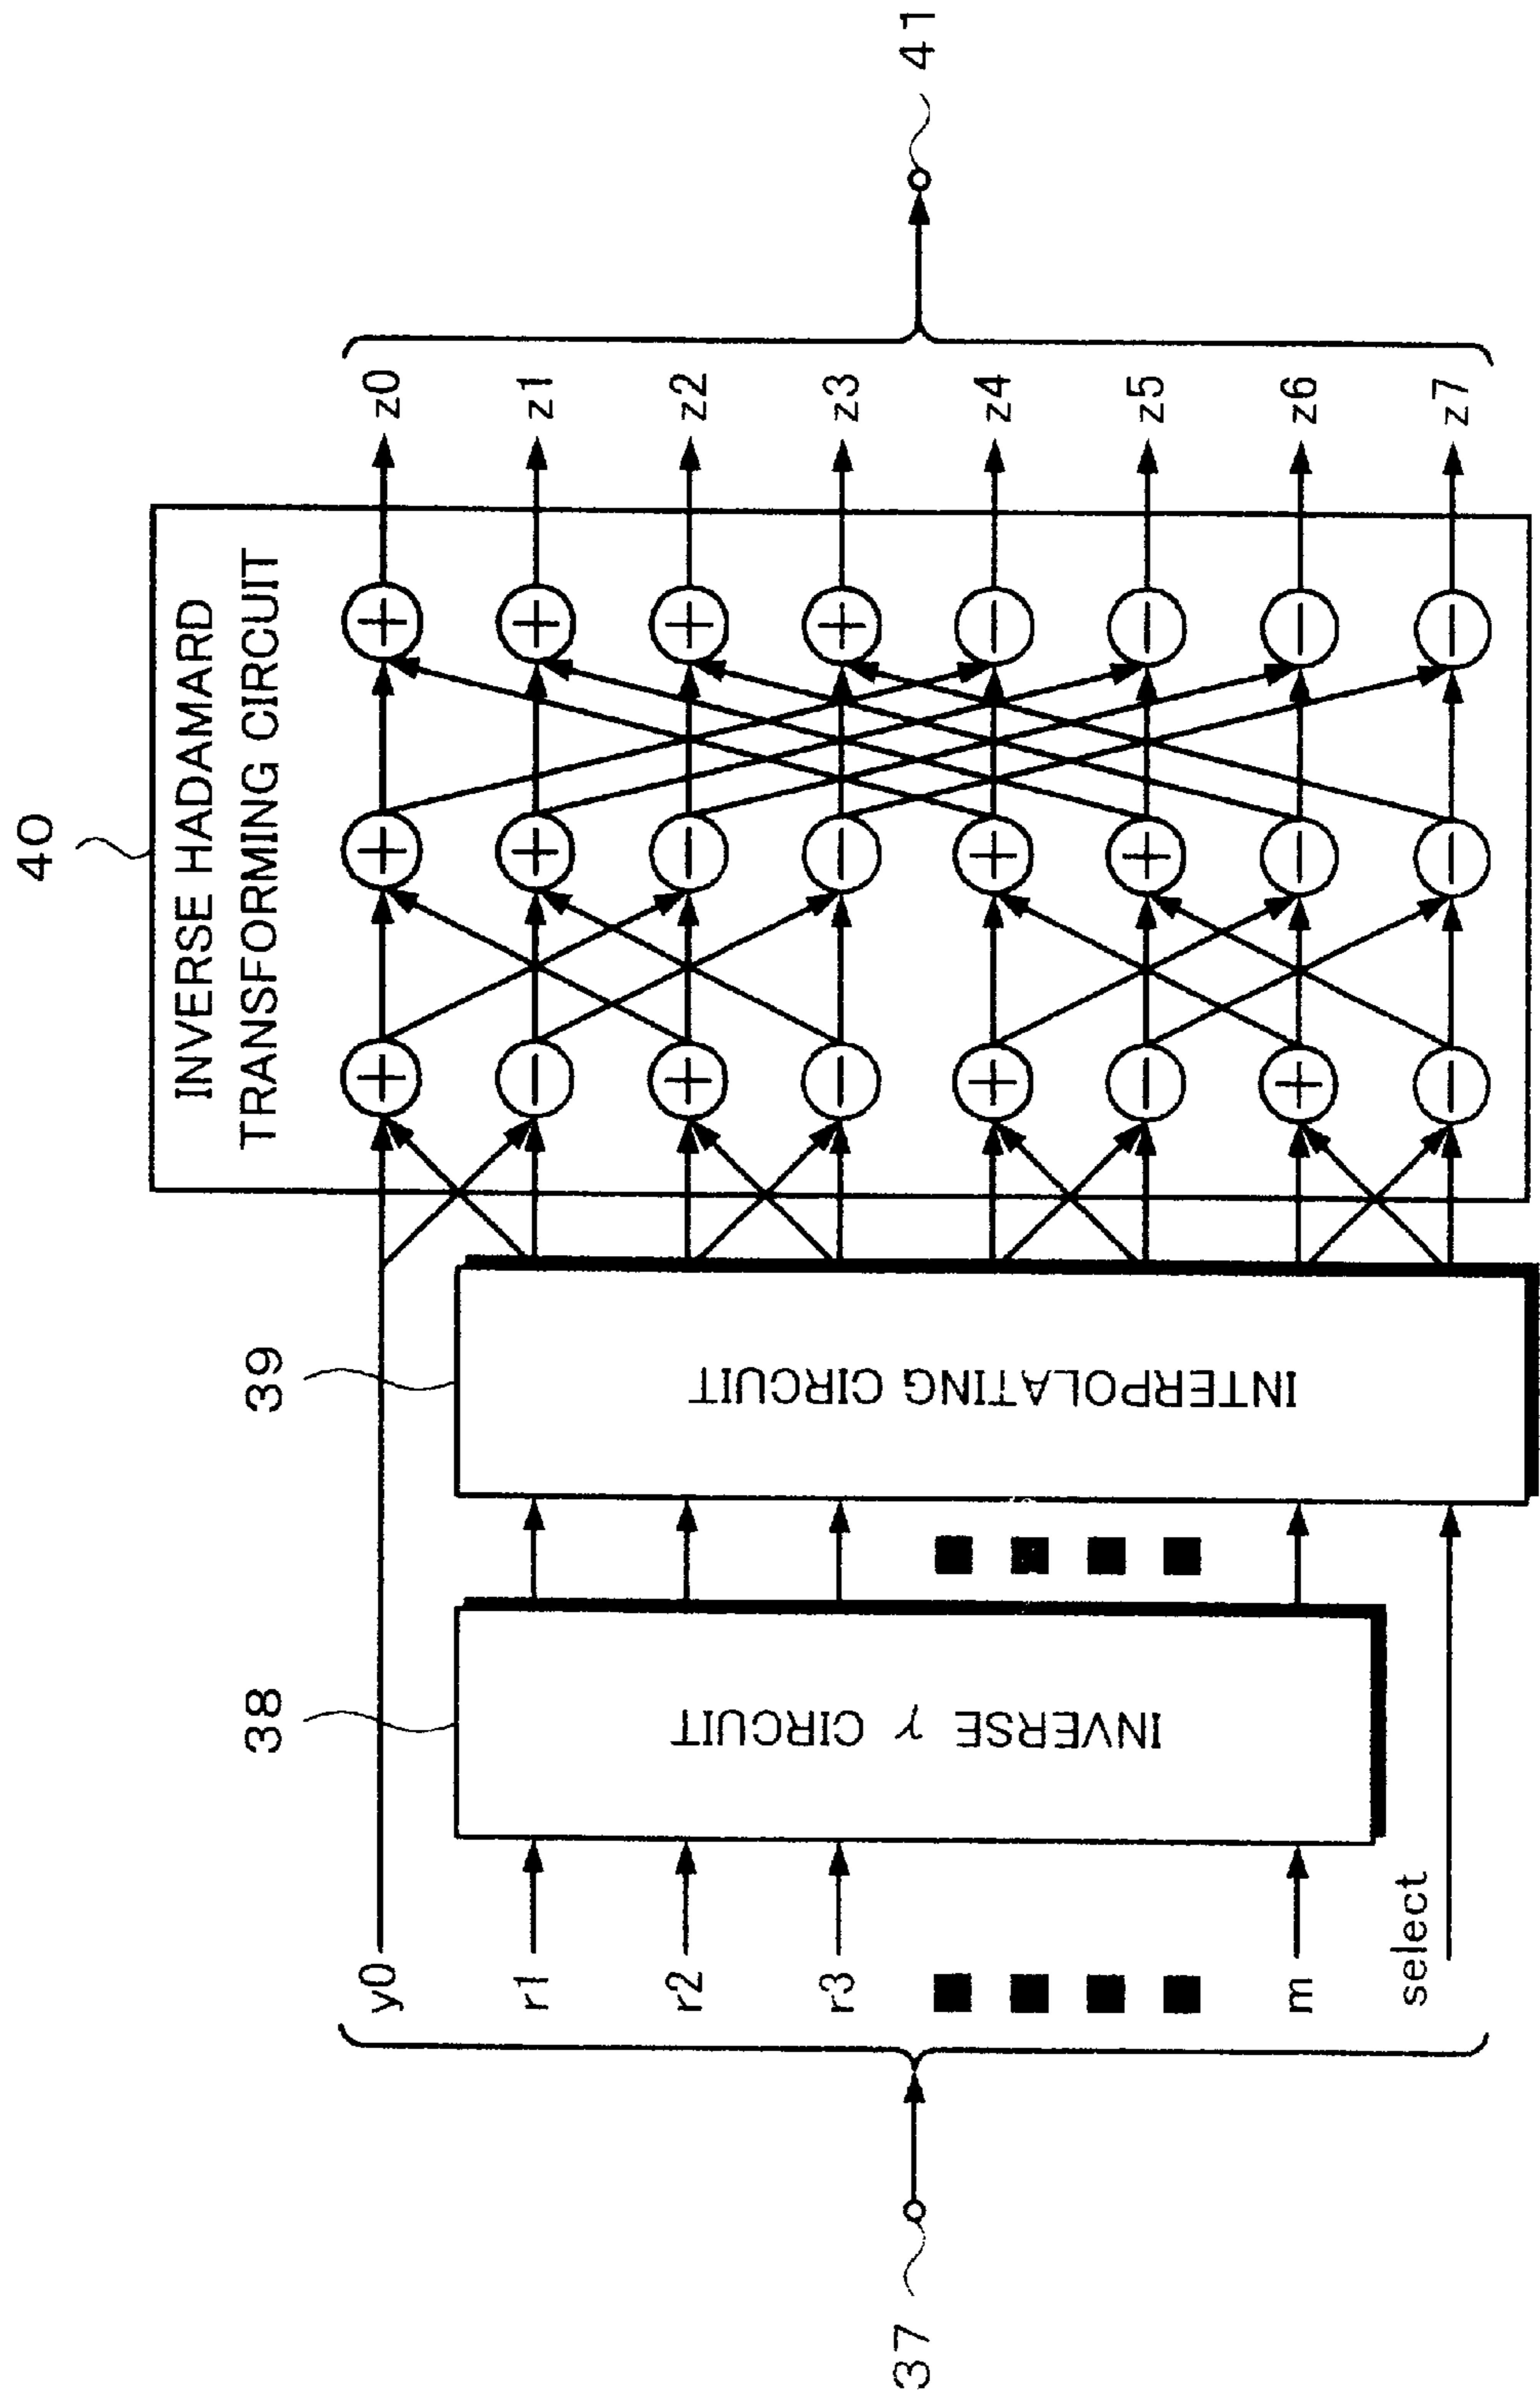 40
INVERSE HADAMARD
TRANSFORMING CIRCUIT
39
INTERPOLATING CIRCUIT
38
INVERSE γ CIRCUIT
y0
r1
r2
r3
m
select
z0
z1
z2
z3
z4
z5
z6
z7
37
41